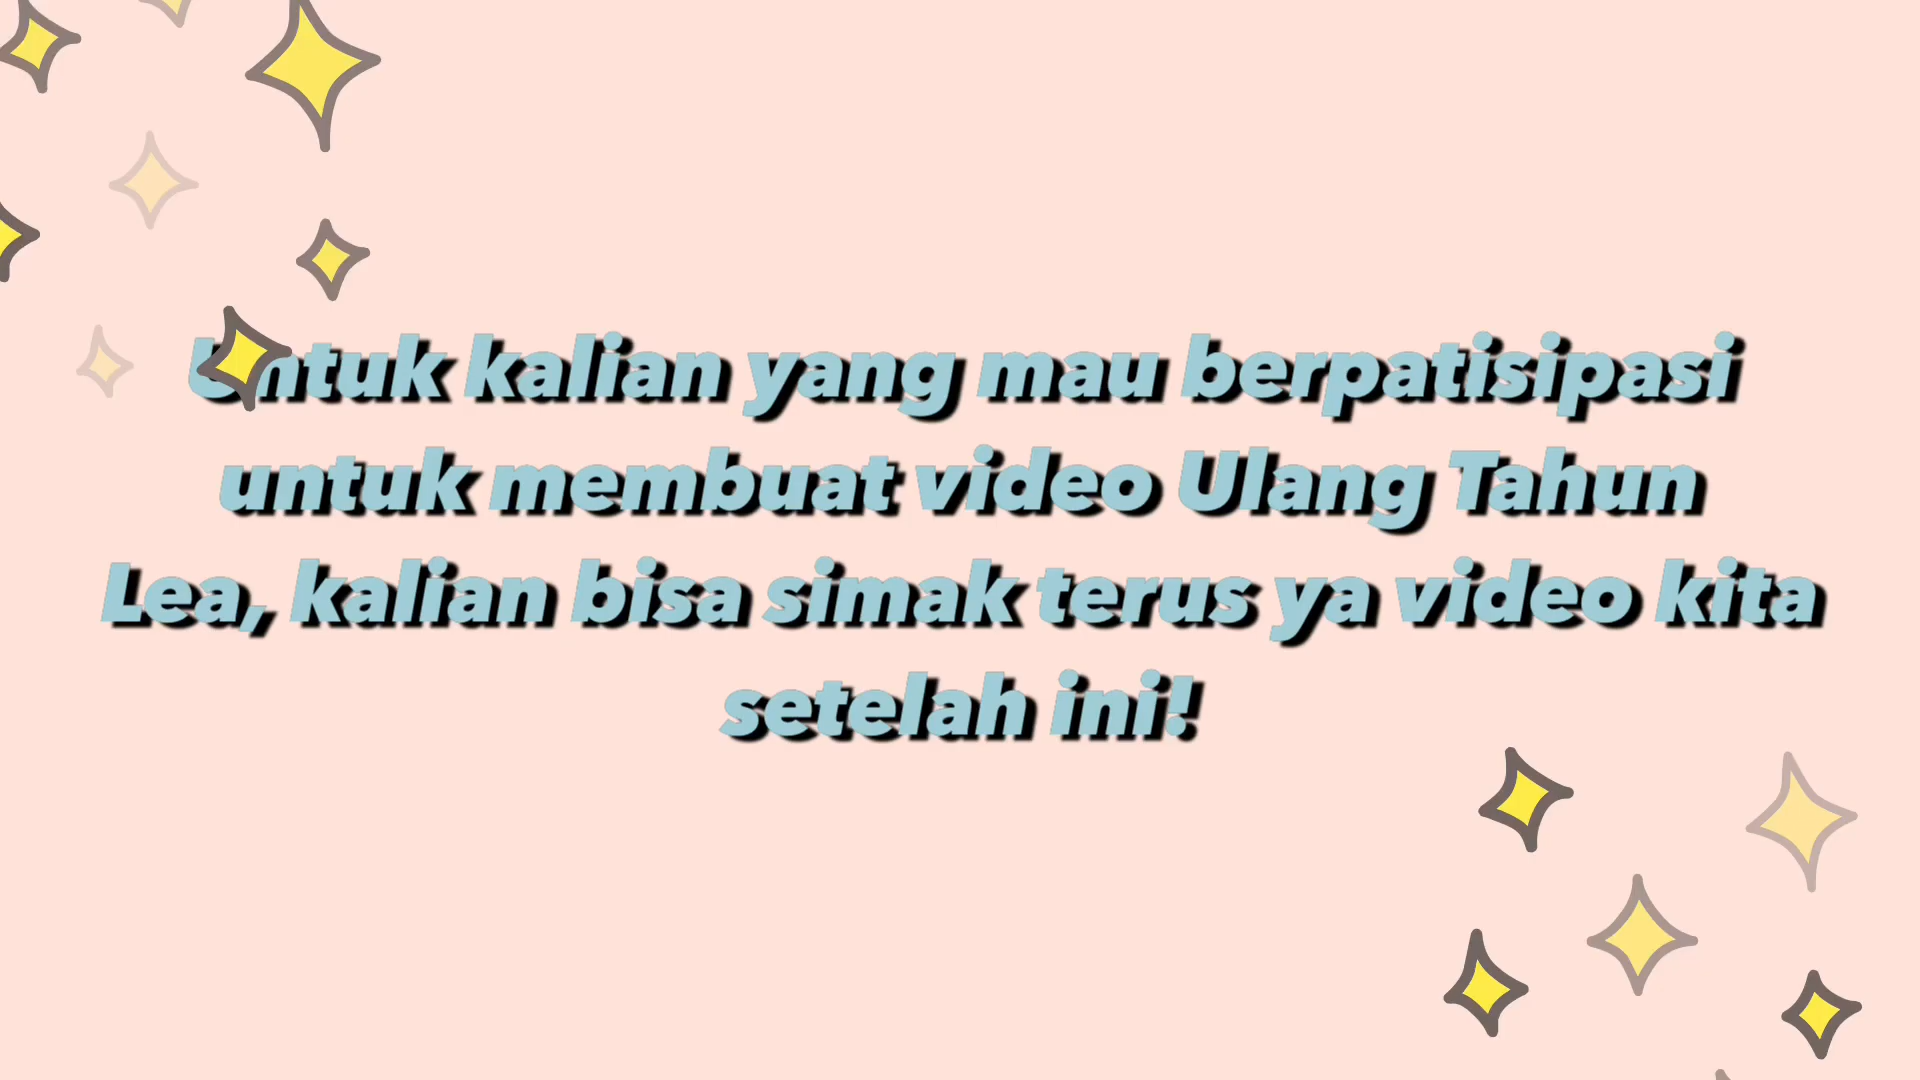 Untuk kalian yang mau berpatisipasi
untuk membuat video Ulang Tahun
Lea, kalian bisa simak terus ya video kita
setelah ini!